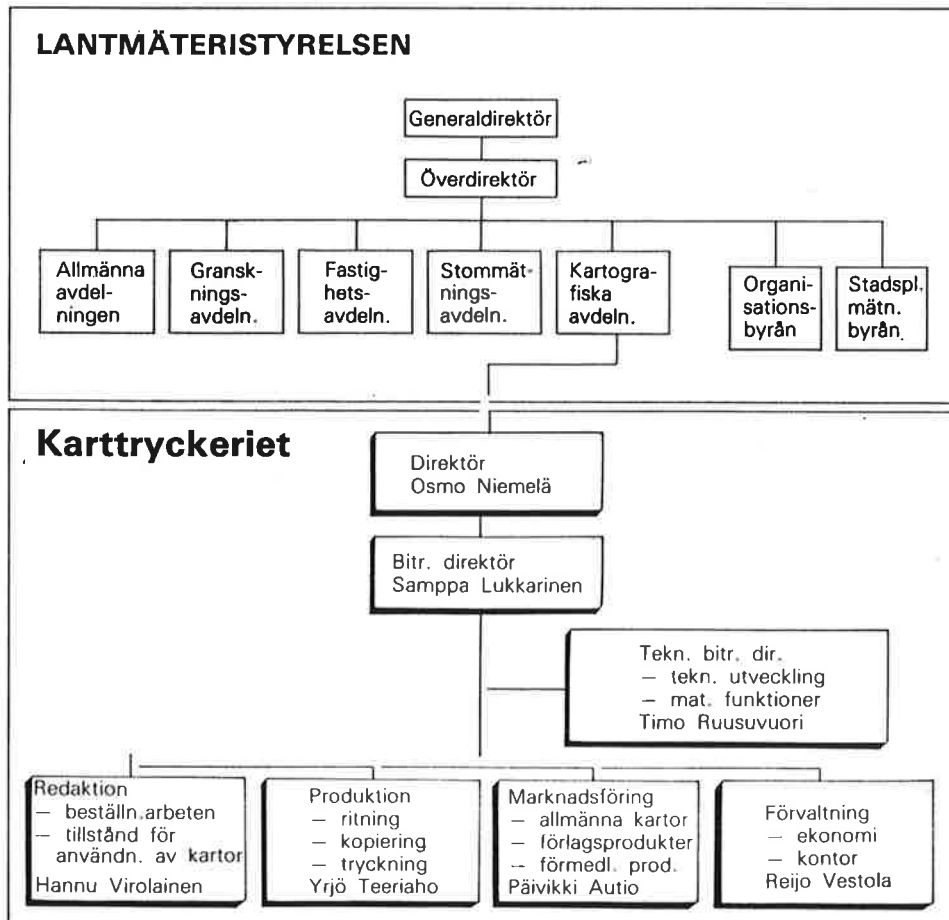 LANTMÄTERISTYRELSEN
Generaldirektör
Överdirektör
Allmänna
avdel-
ningen
Gransk-
nings-
avdeln.
Fastig-
hets-
avdeln.
Stommät-
nings-
avdeln.
Kartogra-
fiska
avdeln.
Organi-
sations-
byrån
Stadspl.
mätn.
byrån.
Karttryckeriet
Direktör
Osmo Niemelä
Bitr. direktör
Samppa Lukkarinen
Tekn. bitr. dir.
— tekn. utveckling
— mat. funktioner
Timo Ruusuvuori
Redaktion
— beställn.arbeten
— tillstånd för
användn. av kartor
Hannu Virolainen
Produktion
— ritning
— kopiering
— tryckning
Yrjö Teeriaho
Marknadsföring
— allmänna kartor
— förlagsprodukter
— förmedl. prod.
Päivikki Autio
Förvaltning
— ekonomi
— kontor
Reijo Vestola